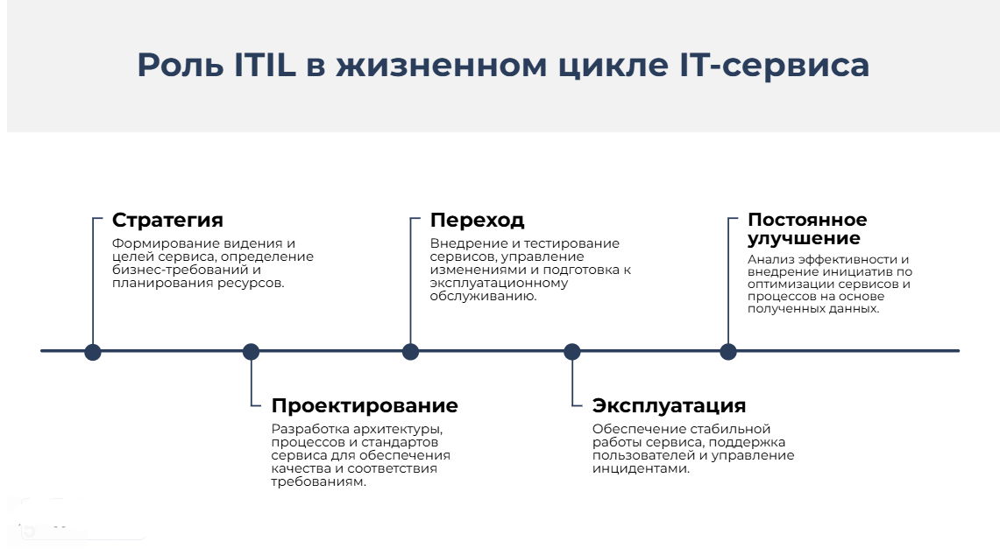 Роль ITIL в жизненном цикле IT-сервиса
Стратегия
Формирование видения и
целей сервиса, определение
бизнес-требований и
планирования ресурсов.
Проектирование
Разработка архитектуры,
процессов и стандартов
сервиса для обеспечения
качества и соответствия
требованиям.
Переход
Внедрение и тестирование
сервисов, управление
изменениями и подготовка к
эксплуатационному
обслуживанию.
Эксплуатация
Обеспечение стабильной
работы сервиса, поддержка
пользователей и управление
инцидентами.
Постоянное
улучшение
Анализ эффективности и
внедрение инициатив по
оптимизации сервисов и
процессов на основе
полученных данных.